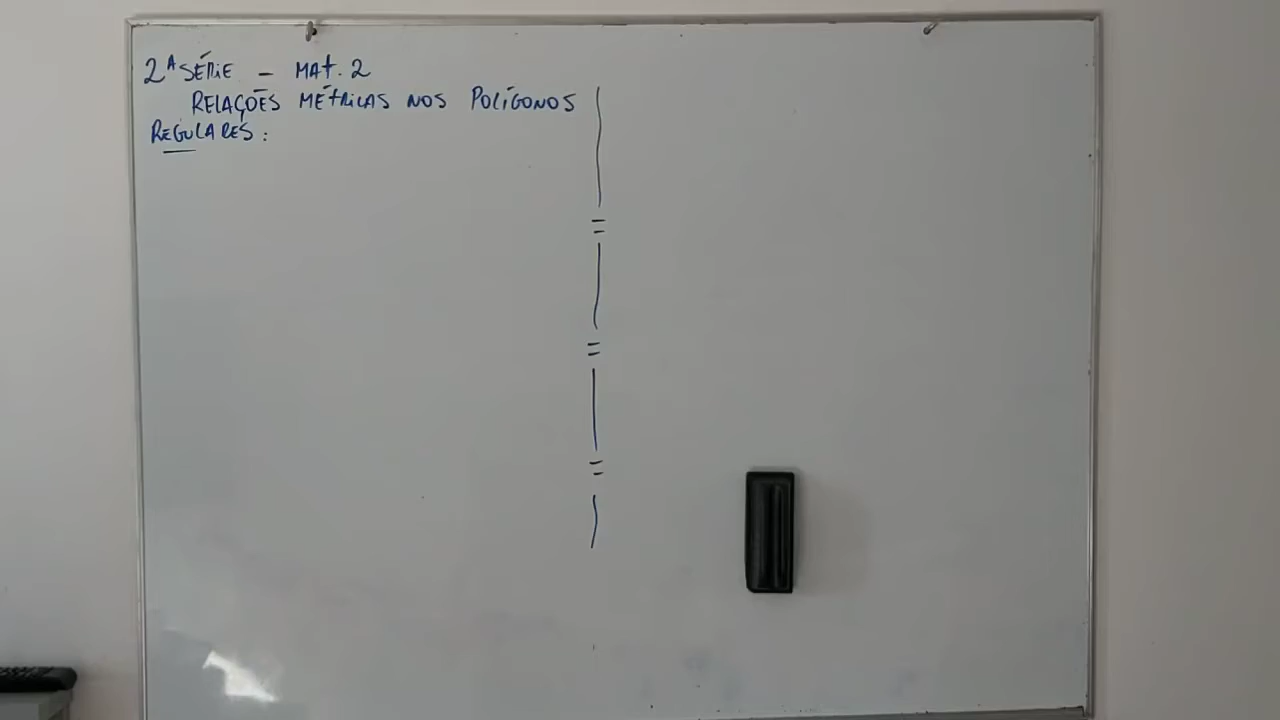 2ª SÉRIE - MAT. 2
RELAÇÕES MÉTRICAS NOS POLÍGONOS
REGULARES: